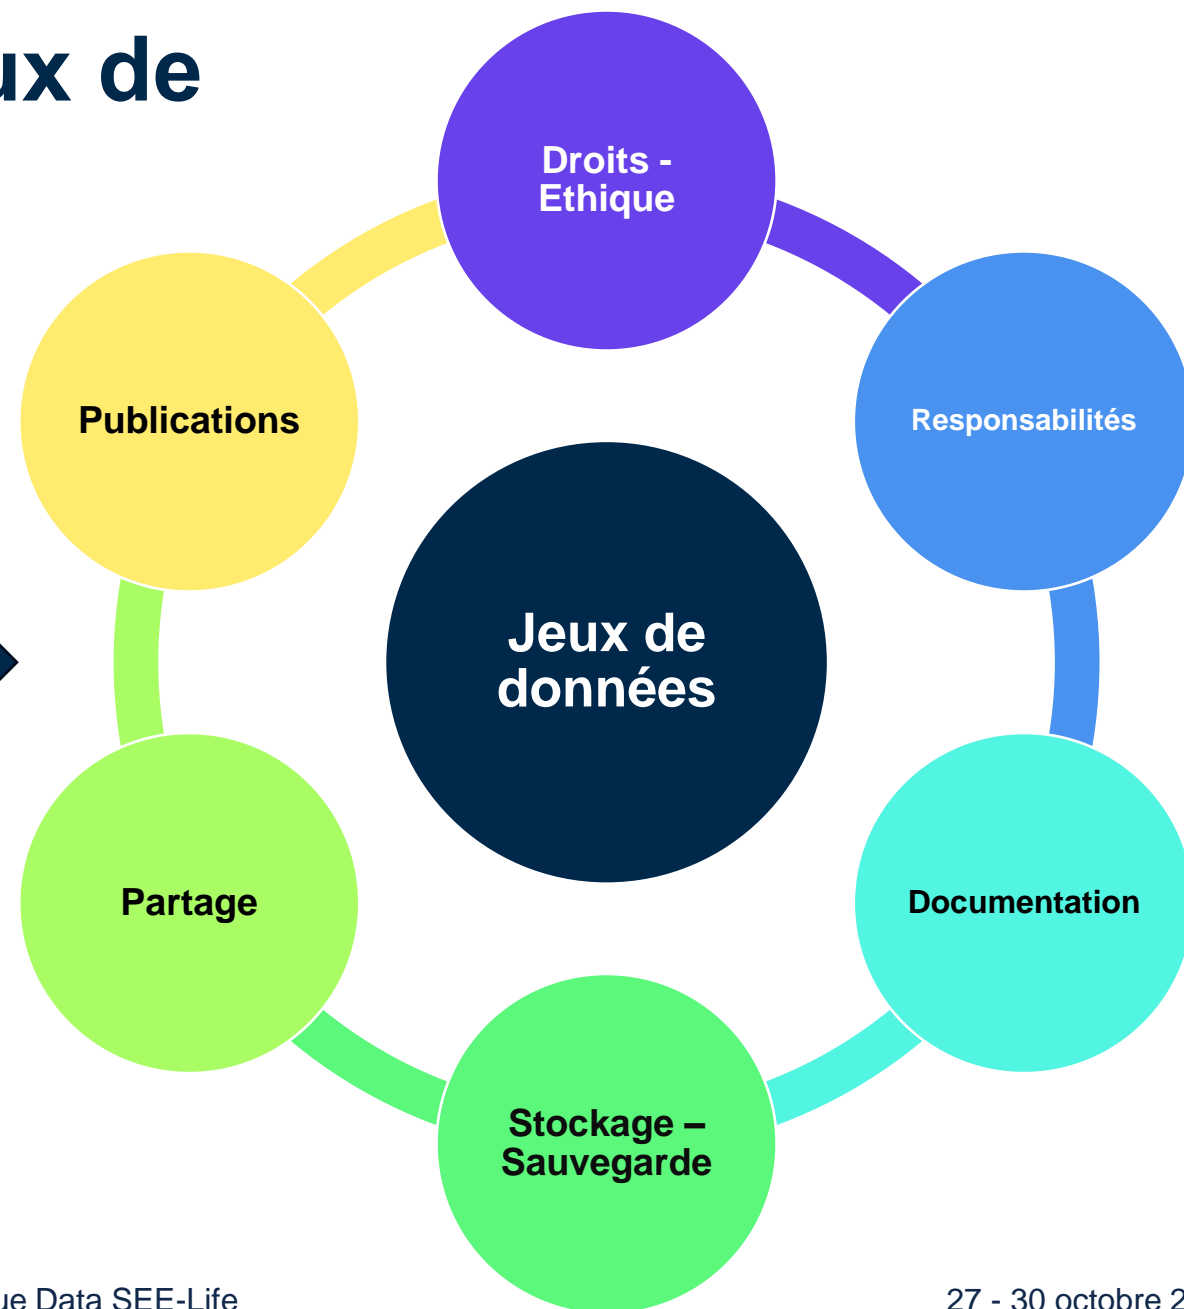 ux de
Droits -
Ethique
Publications
Responsabilités
Jeux de
données
Partage
Documentation
Stockage –
Sauvegarde
ue Data SEE-Life
27 - 30 octobre 2